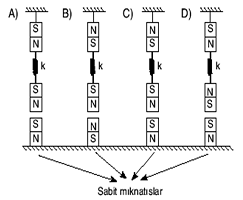 A) B) C) D)
S S S S
N N N N
k k k k
S N S N
N S N S
S N N S
N S S N
Sabit mıknatıslar